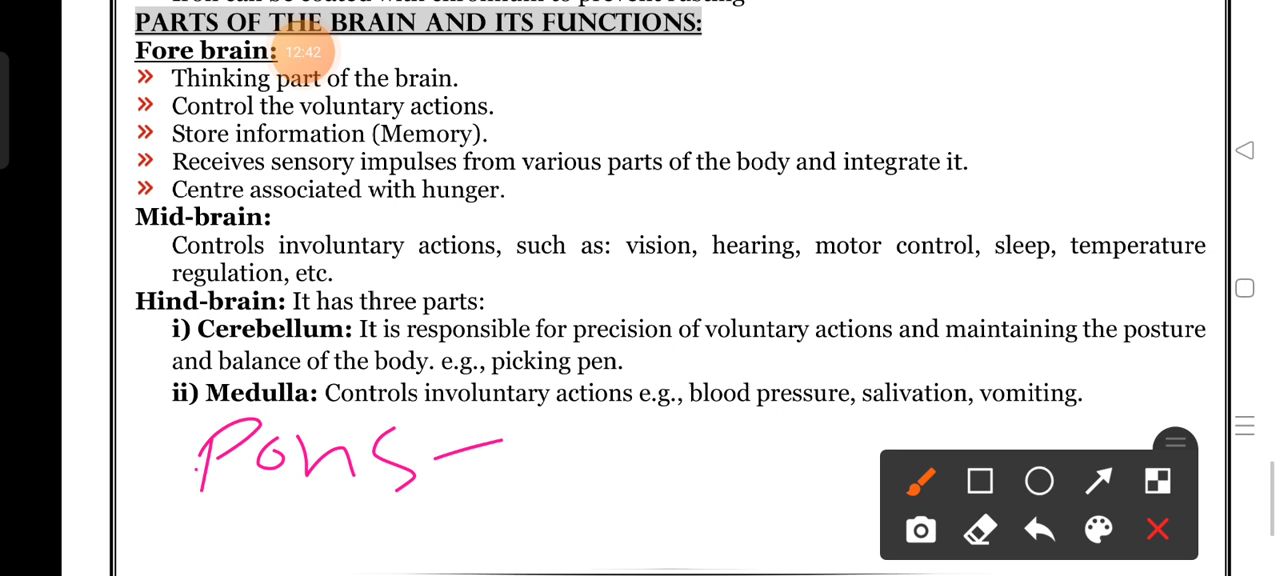 PARTS OF THE BRAIN AND ITS FUNCTIONS:
Fore brain:
12:42
» Thinking part of the brain.
» Control the voluntary actions.
» Store information (Memory).
» Receives sensory impulses from various parts of the body and integrate it.
» Centre associated with hunger.
Mid-brain:
Controls involuntary actions, such as: vision, hearing, motor control, sleep, temperature
regulation, etc.
Hind-brain: It has three parts:
i) Cerebellum: It is responsible for precision of voluntary actions and maintaining the posture
and balance of the body. e.g., picking pen.
ii) Medulla: Controls involuntary actions e.g., blood pressure, salivation, vomiting.
Pons -